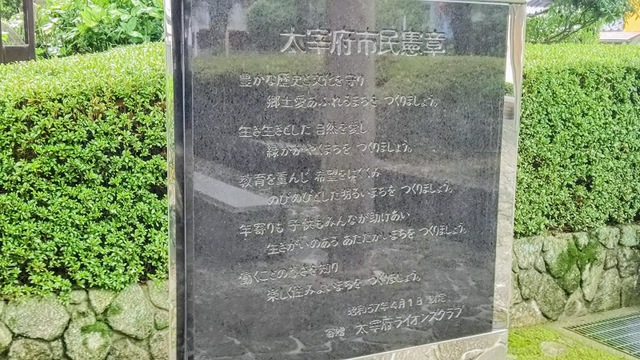 太宰府市民憲章
豊かな歴史と文化を守り
郷土愛あふれるまちを つくりましょう。
生き生きとした 自然を愛し
緑かがやくまちを つくりましょう。
教育を重んじ 希望をはぐくみ
のびのびとした明るいまちを つくりましょう。
年寄りも 子供もみんなが助けあい
生きがいのある あたたかいまちを つくりましょう。
働くことの尊さを知り
楽しく住みよいまちを つくりましょう。
昭和57年4月1日 制定
寄贈 太宰府ライオンズクラブ